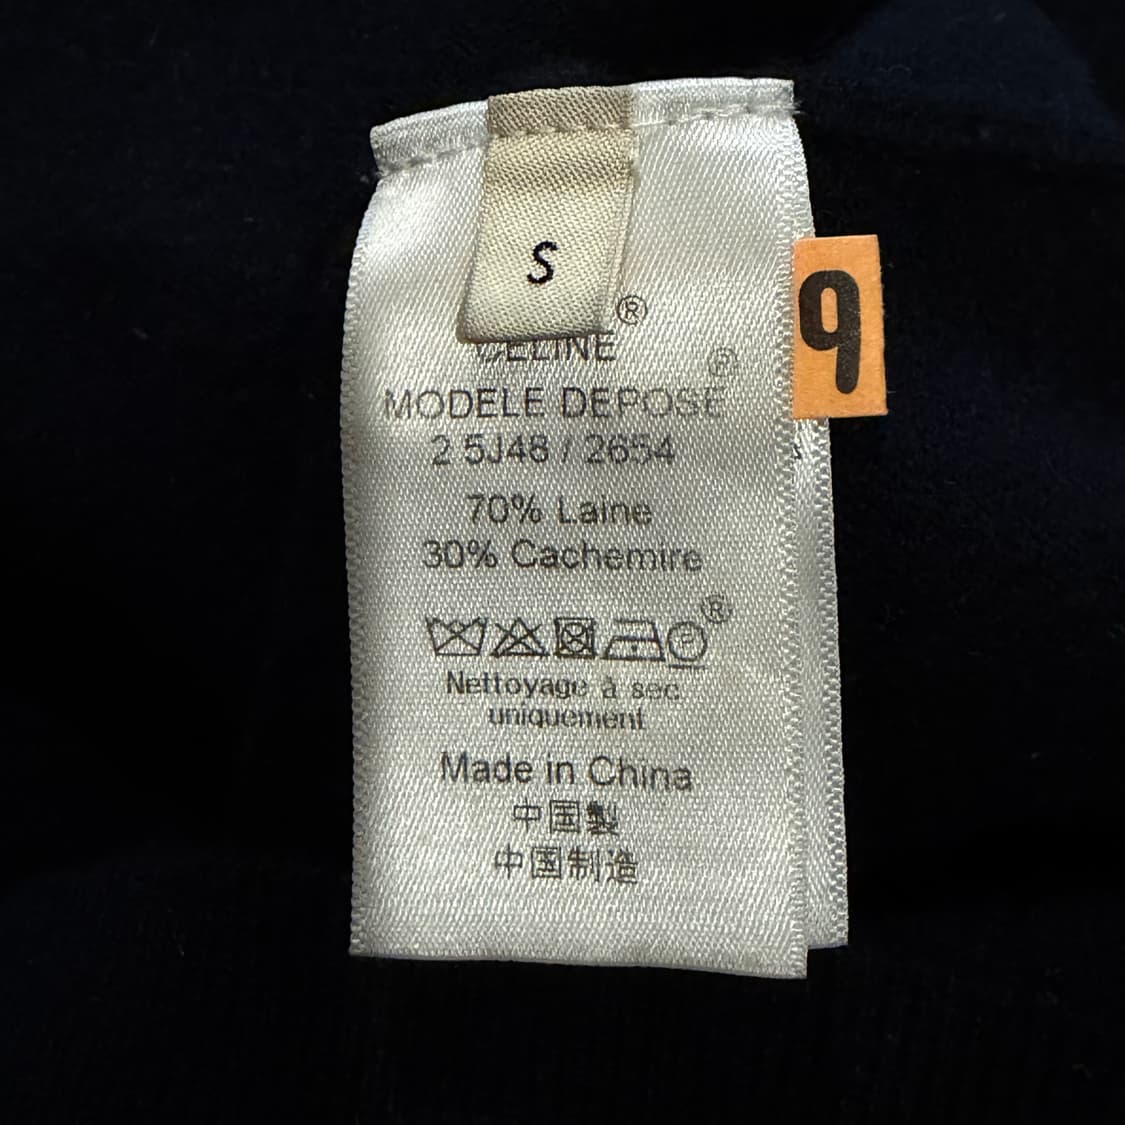 S
®
CELINE
®
MODELE DEPOSE
2 5J48 / 2654
70% Laine
30% Cachemire
®
P
Nettoyage à sec
uniquement
Made in China
中国製
中国制造
9